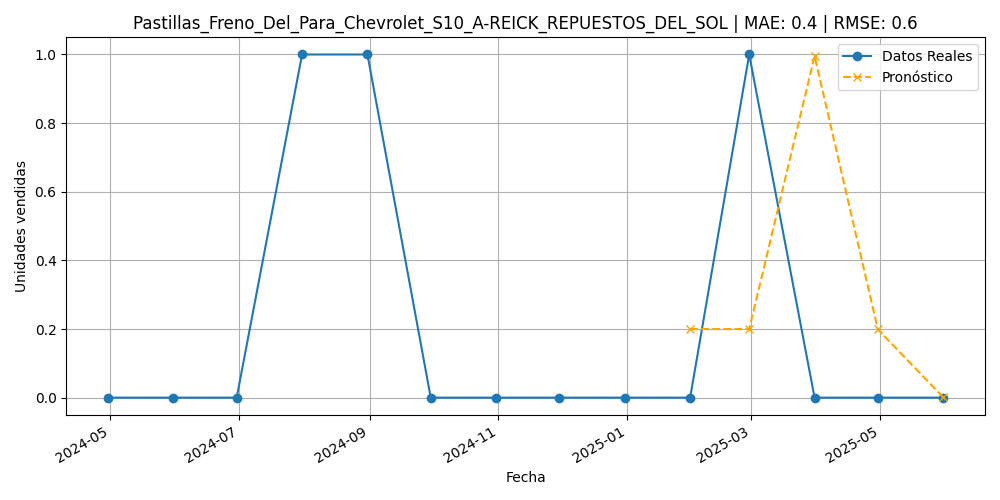 Pastillas_Freno_Del_Para_Chevrolet_S10_A-REICK_REPUESTOS_DEL_SOL | MAE: 0.4 | RMSE: 0.6
Datos Reales
Pronóstico
Unidades vendidas
1.0
0.8
0.6
0.4
0.2
0.0
2024-05
2024-07
2024-09
2024-11
2025-01
2025-03
2025-05
Fecha